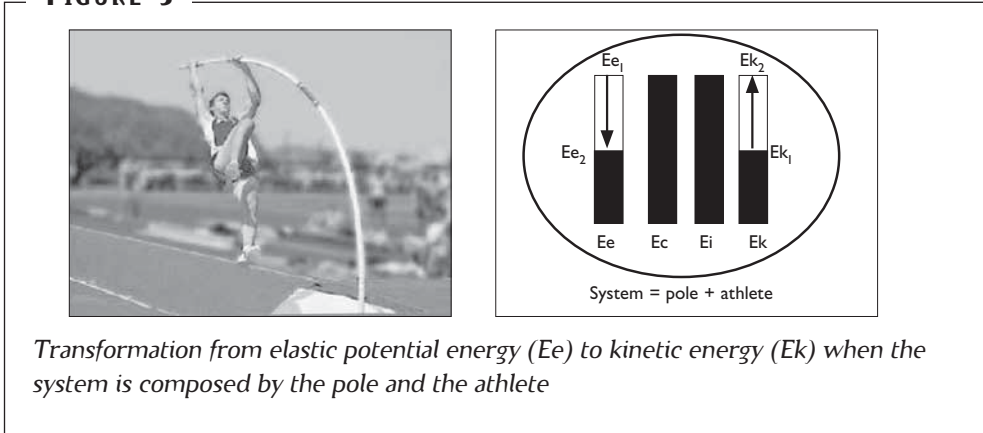 FIGURE 3
Ee₁ Ek₂
Ee₂ Ek₁
Ee Ec Ei Ek
System = pole + athlete
Transformation from elastic potential energy (Ee) to kinetic energy (Ek) when the
system is composed by the pole and the athlete